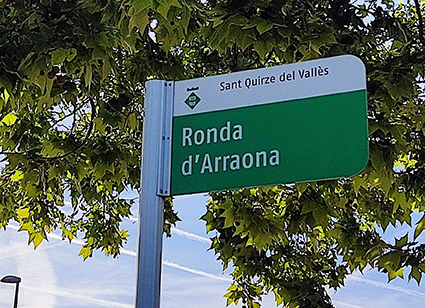 Sant Quirze del Vallès
Ronda
d'Arraona